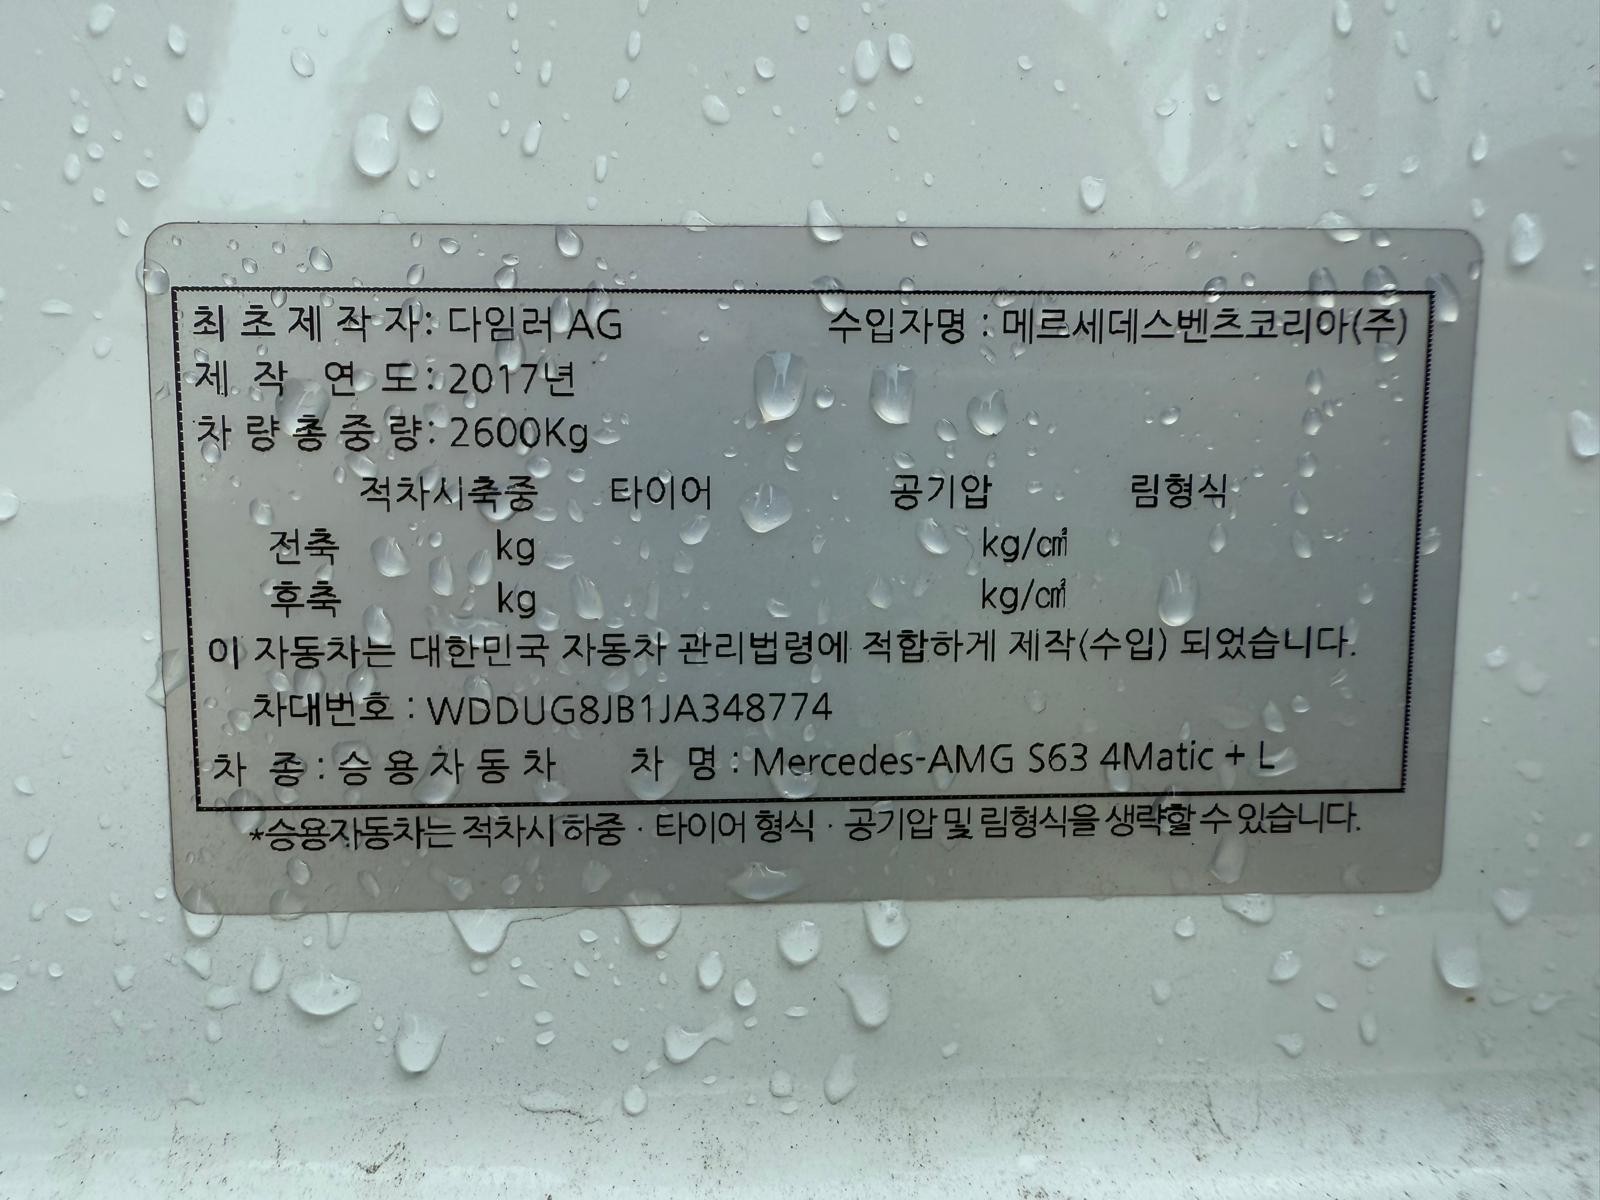 최초제작자: 다임러 AG 수입자명 : 메르세데스벤츠코리아(주)
제 작 연 도: 2017년
차량총중량: 2600Kg
적차시축중 타이어 공기압 림형식
전축 kg kg/㎠
후축 kg kg/㎠
이 자동차는 대한민국 자동차 관리법령에 적합하게 제작(수입) 되었습니다.
차대번호 : WDDUG8JB1JA348774
차 종 : 승용자동차 차 명 : Mercedes-AMG S63 4Matic + L
*승용자동차는 적차시 하중 · 타이어 형식 · 공기압 및 림형식을 생략할 수 있습니다.